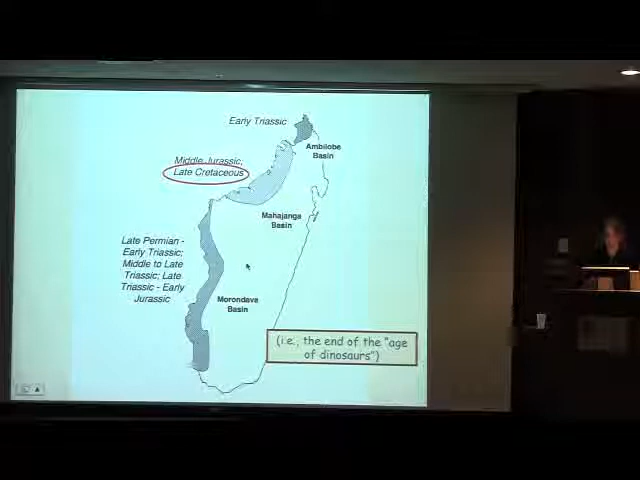 Early Triassic
Ambilobe
Basin
Middle Jurassic;
Late Cretaceous
Mahajanga
Basin
Late Permian -
Early Triassic;
Middle to Late
Triassic; Late
Triassic - Early
Jurassic
Morondava
Basin
(i.e., the end of the "age
of dinosaurs")